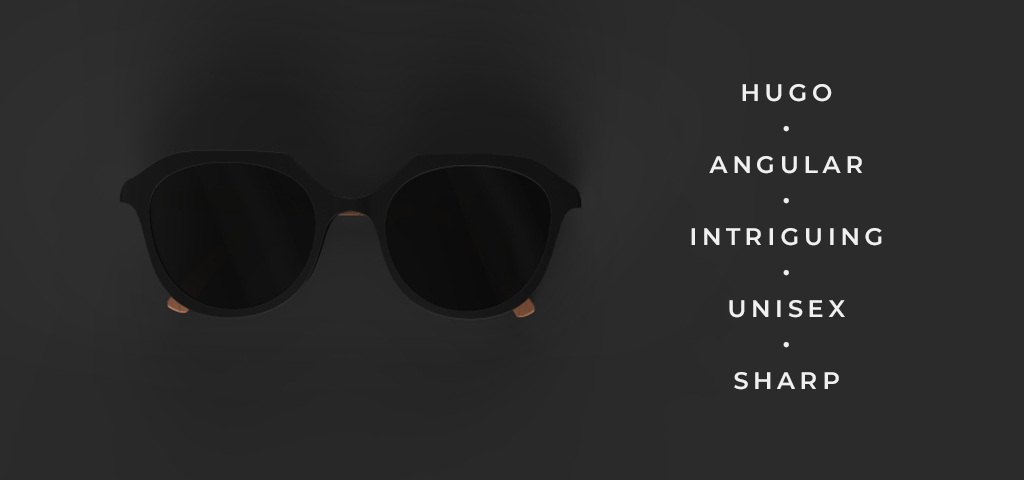 HUGO
•
ANGULAR
•
INTRIGUING
•
UNISEX
•
SHARP